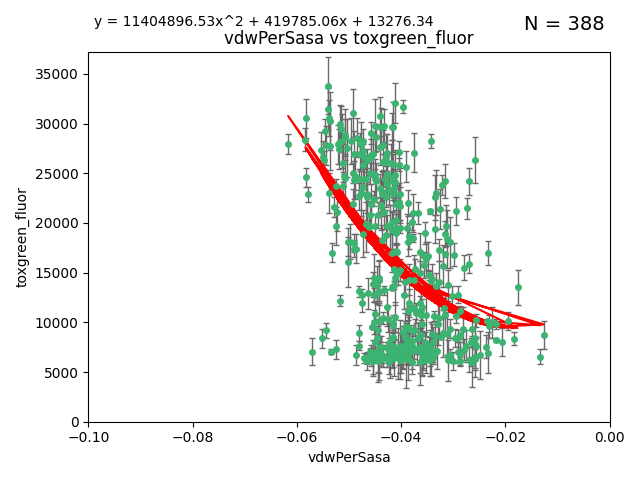 y = 11404896.53x^2 + 419785.06x + 13276.34
N = 388
vdwPerSasa vs toxgreen_fluor
35000
30000
25000
20000
15000
10000
5000
0
toxgreen_fluor
−0.10 −0.08 −0.06 −0.04 −0.02 0.00
vdwPerSasa